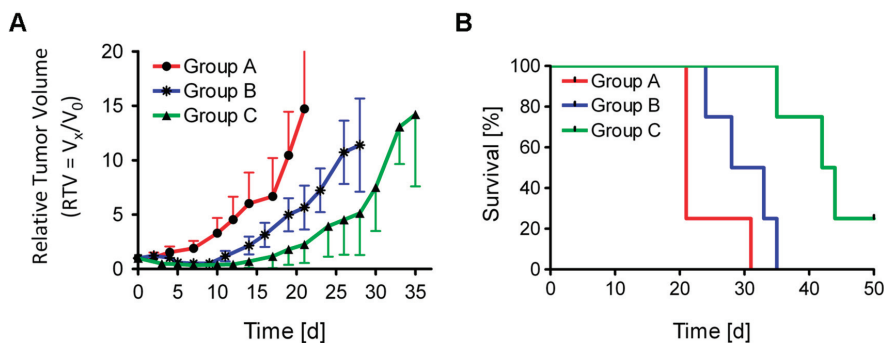 A
Relative Tumor Volume
(RTV = Vx/V0)
20
15
10
5
0
Group A
Group B
Group C
0 5 10 15 20 25 30 35
Time [d]
B
Survival [%]
100
80
60
40
20
0
Group A
Group B
Group C
0 10 20 30 40 50
Time [d]